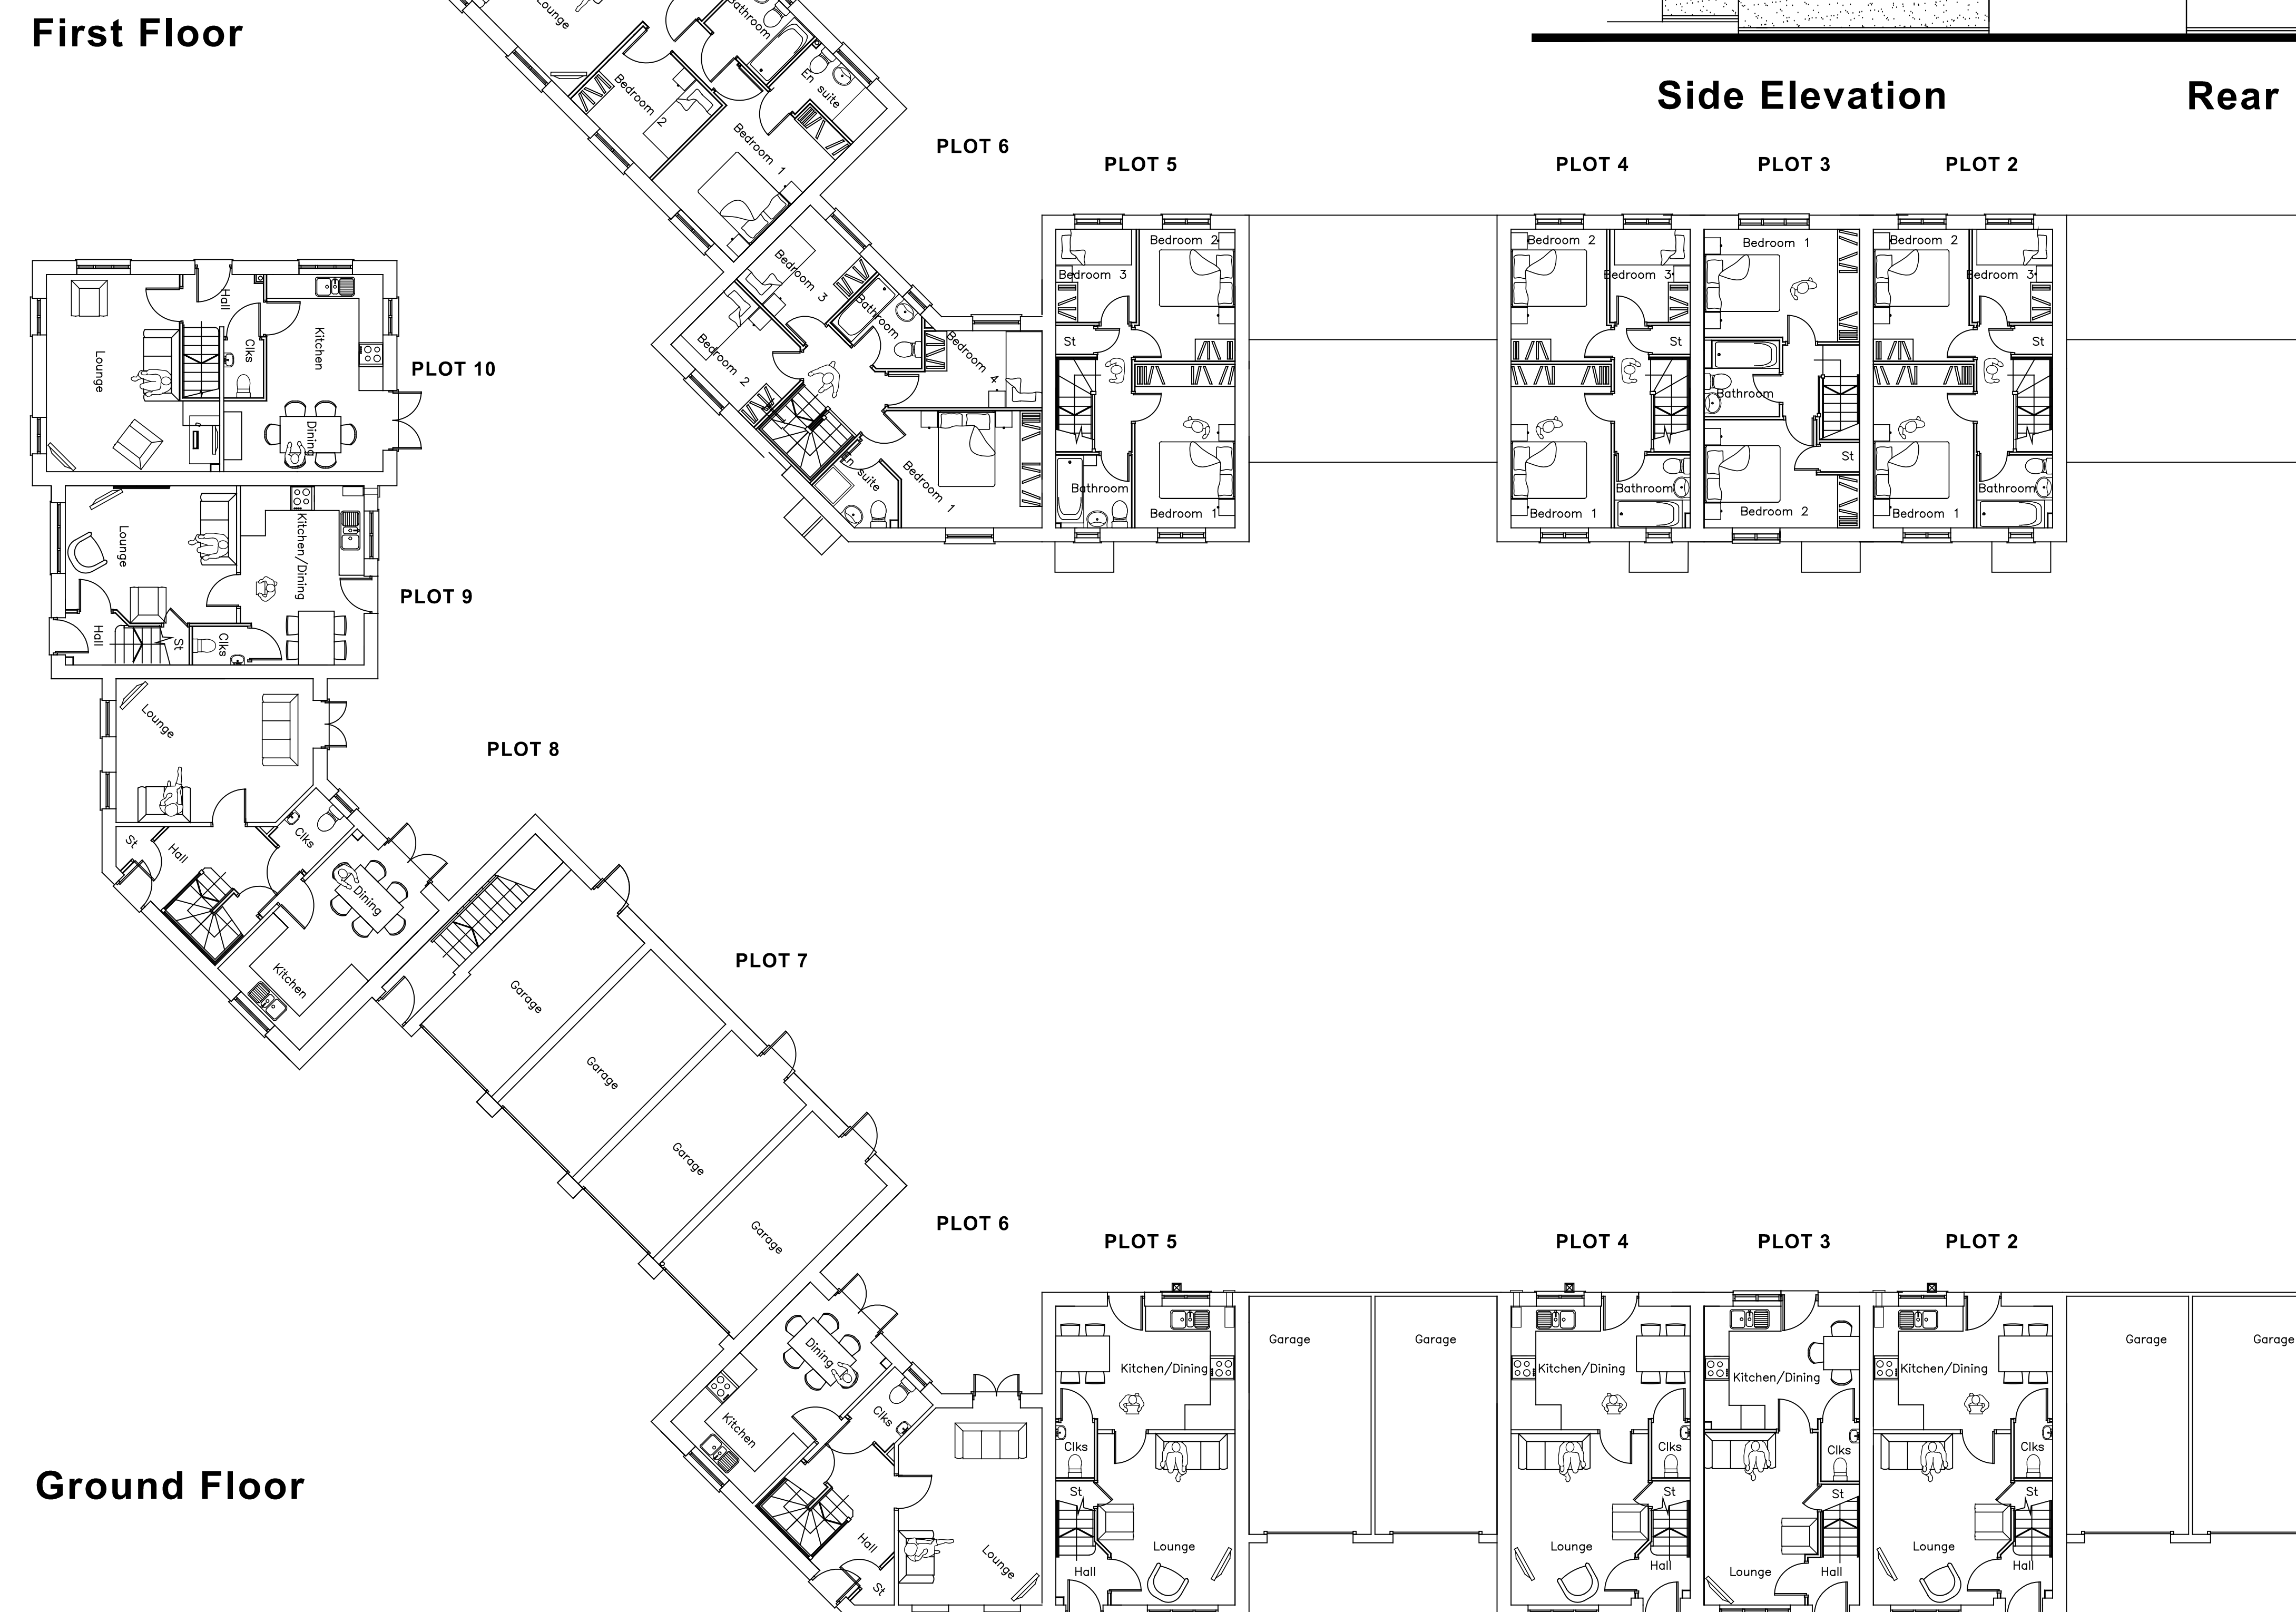 First Floor
Side Elevation
Rear
Lounge
Bathroom
En suite
Bedroom 2
Bedroom 1
PLOT 6
PLOT 5
PLOT 4
PLOT 3
PLOT 2
Bedroom 3
Bathroom
Bedroom 2
Bedroom 4
En suite
Bedroom 1
Bedroom 2
Bedroom 3
St
Bathroom
Bedroom 1
Bedroom 2
Bedroom 3
St
Bathroom
Bedroom 1
Bedroom 1
Bathroom
St
Bedroom 2
Bedroom 2
Bedroom 3
St
Bathroom
Bedroom 1
PLOT 10
Hall
Lounge
Clks
Kitchen
Dining
PLOT 9
Lounge
Kitchen/Dining
Hall
St
Clks
PLOT 8
Lounge
St
Hall
Clks
Dining
Kitchen
PLOT 7
Garage
Garage
Garage
Garage
Ground Floor
PLOT 6
PLOT 5
PLOT 4
PLOT 3
PLOT 2
Dining
Kitchen
Clks
Hall
St
Lounge
Kitchen/Dining
Clks
St
Lounge
Hall
Garage
Garage
Kitchen/Dining
Clks
St
Lounge
Hall
Kitchen/Dining
Clks
St
Lounge
Hall
Kitchen/Dining
Clks
St
Lounge
Hall
Garage
Garage